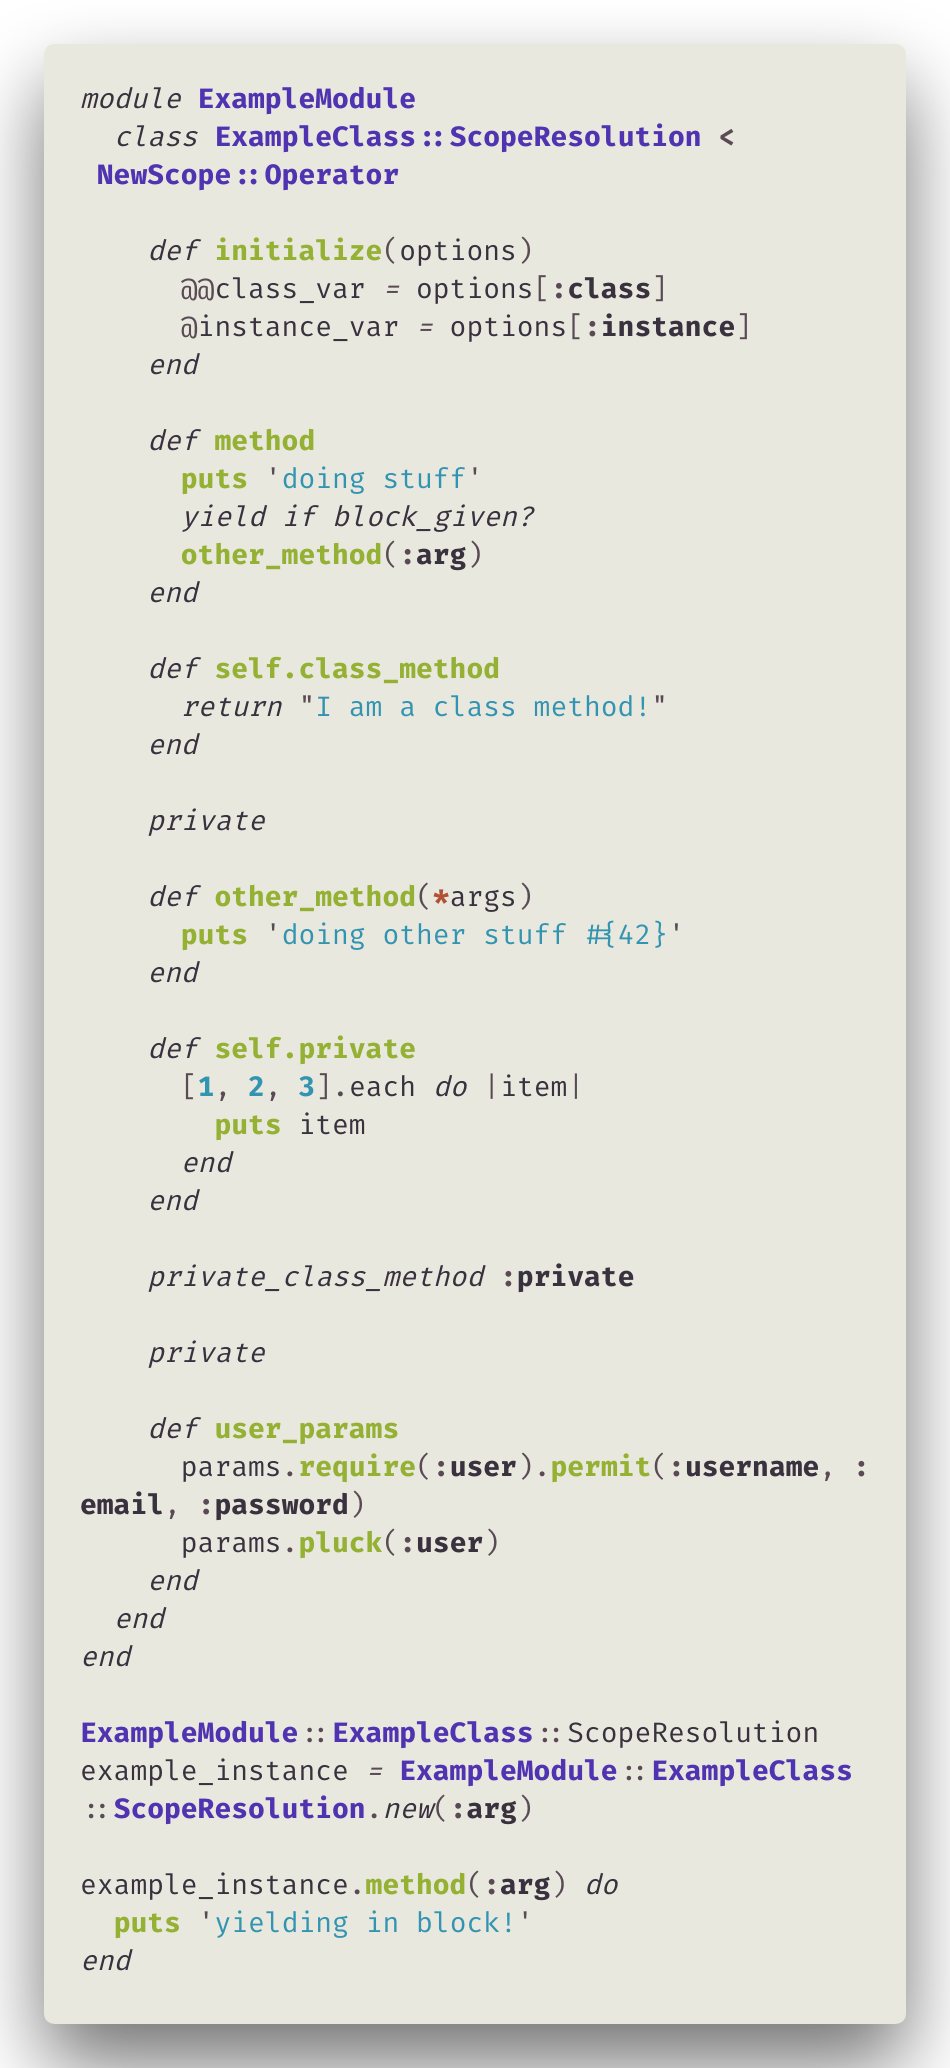 module ExampleModule
  class ExampleClass::ScopeResolution <
 NewScope::Operator

    def initialize(options)
      @@class_var = options[:class]
      @instance_var = options[:instance]
    end

    def method
      puts 'doing stuff'
      yield if block_given?
      other_method(:arg)
    end

    def self.class_method
      return "I am a class method!"
    end

    private

    def other_method(*args)
      puts 'doing other stuff #{42}'
    end

    def self.private
      [1, 2, 3].each do |item|
        puts item
      end
    end

    private_class_method :private

    private

    def user_params
      params.require(:user).permit(:username, :
email, :password)
      params.pluck(:user)
    end
  end
end

ExampleModule::ExampleClass::ScopeResolution
example_instance = ExampleModule::ExampleClass
::ScopeResolution.new(:arg)

example_instance.method(:arg) do
  puts 'yielding in block!'
end